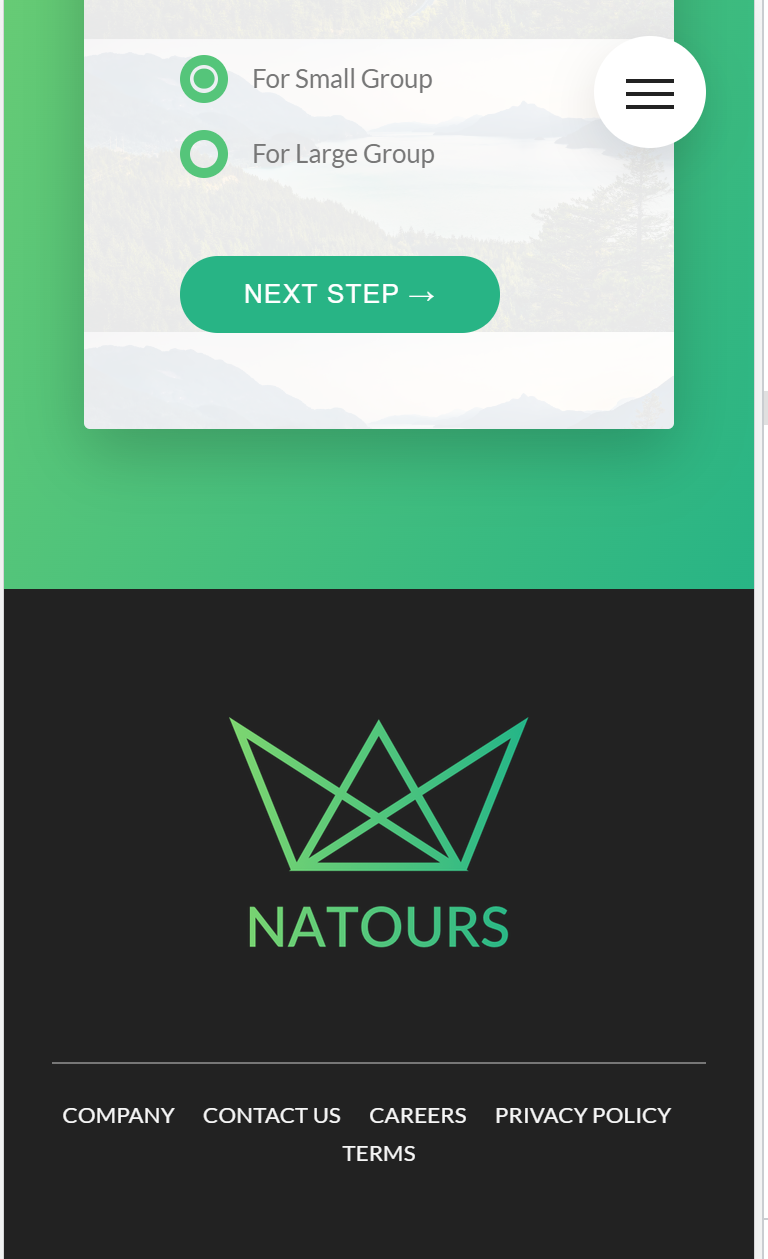 For Small Group
For Large Group
NEXT STEP →
NATOURS
COMPANY CONTACT US CAREERS PRIVACY POLICY
TERMS